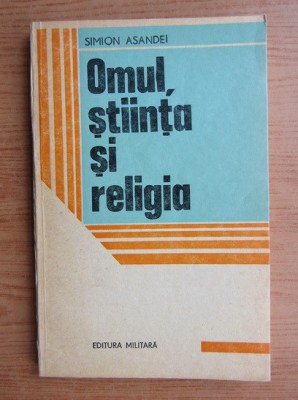 SIMION ASANDEI
Omul,
știința
și
religia
EDITURA MILITARĂ